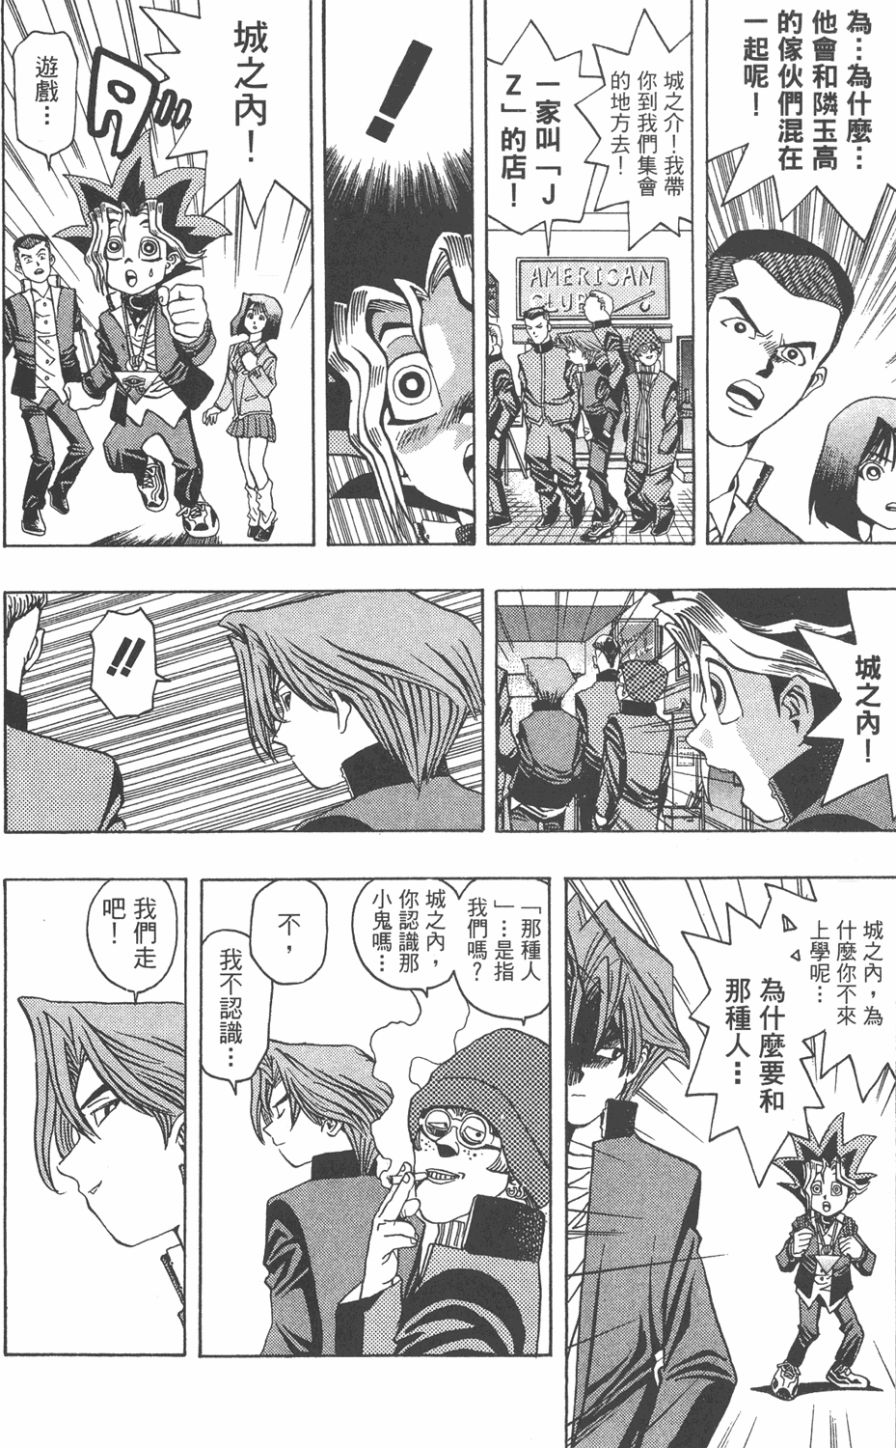 為⋯為什麼⋯
他會和隣玉高
的傢伙們混在
一起呢！
城之介！我帶
你到我們集會
的地方去！
一家叫「J
Z」的店！
AMERICAN
CLUB
！
城之內！
遊戲⋯
城之內！
!!
城之內，為
什麼你不來
上學呢⋯
為什麼要和
那種人⋯
「那種人
」⋯是指
我們嗎？
城之內，
你認識那
小鬼嗎⋯
不，
我不認識⋯
我們走
吧！